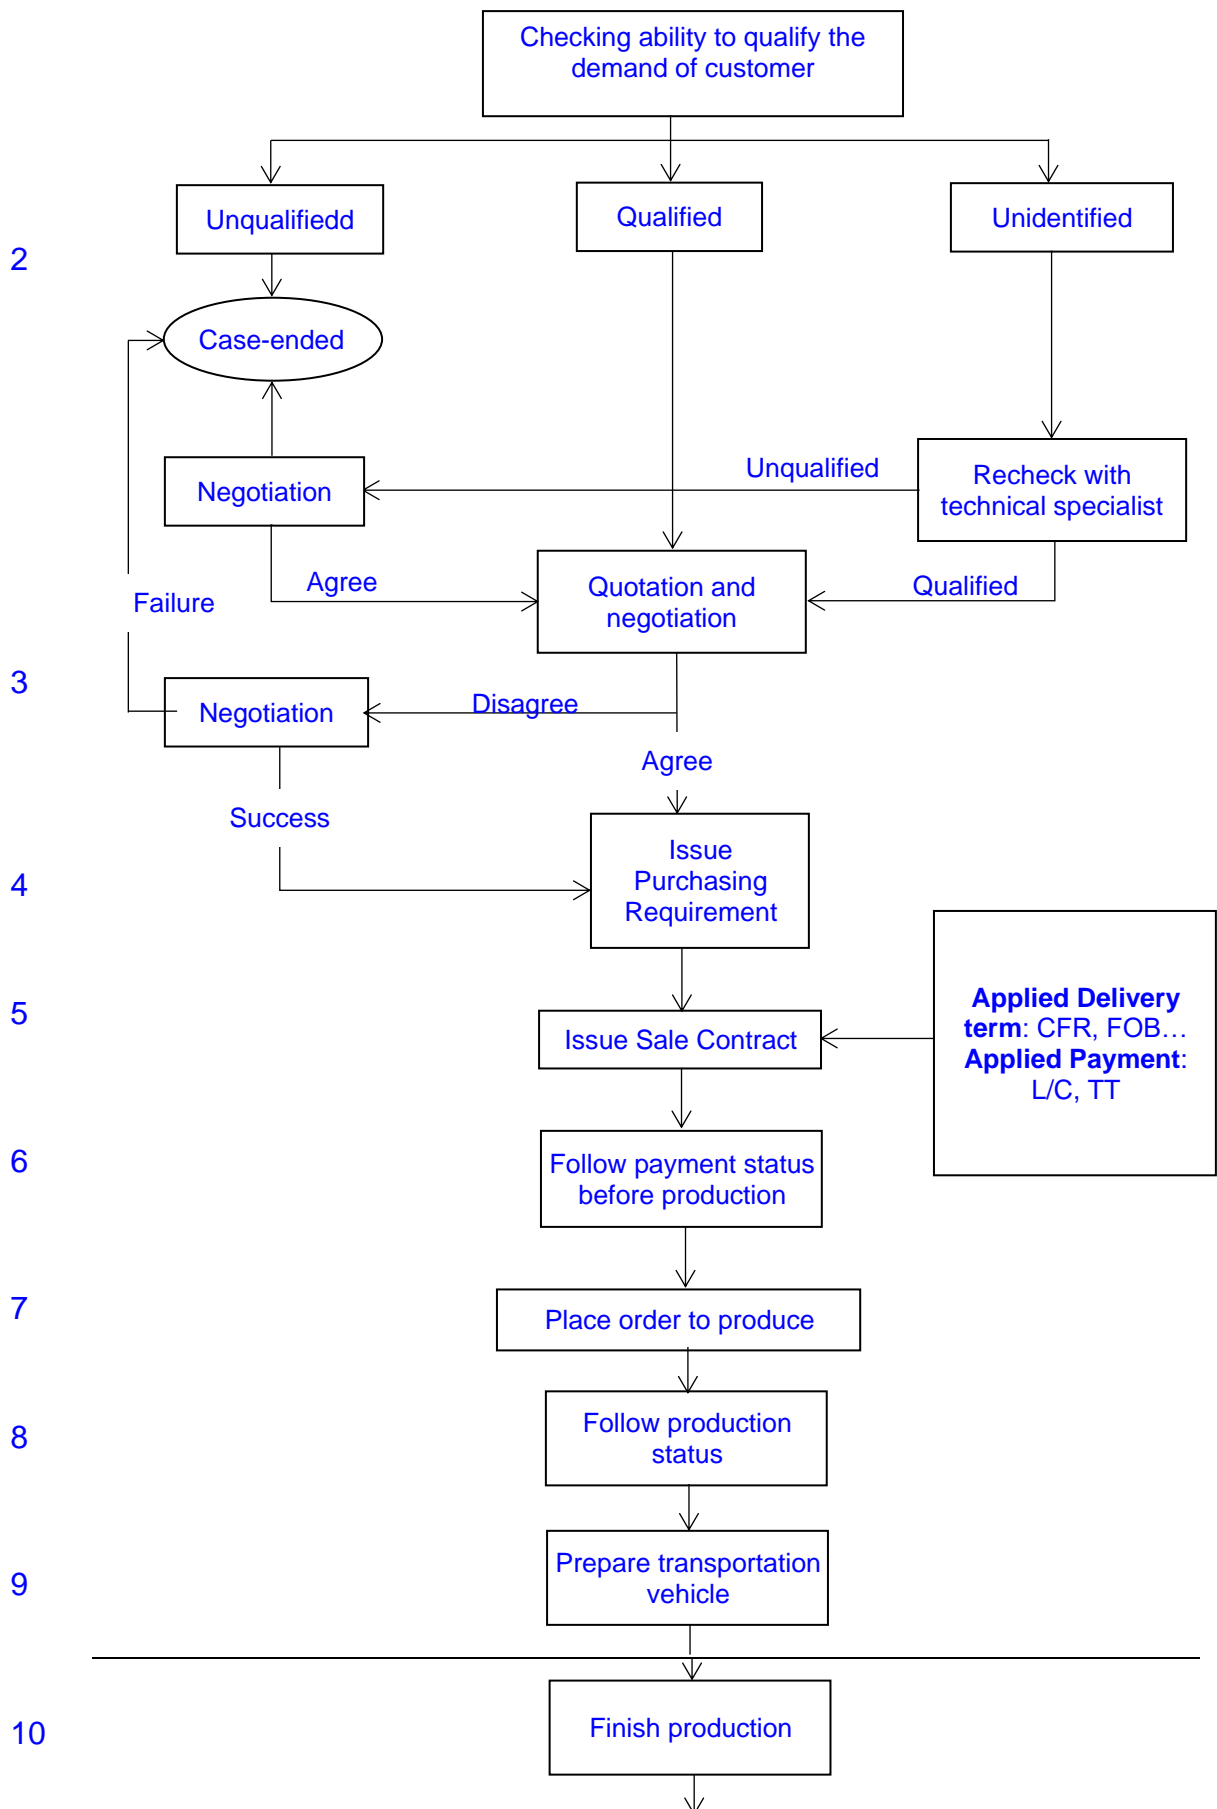 Checking ability to qualify the
demand of customer
Unqualifiedd
Qualified
Unidentified
2
Case-ended
Unqualified
Negotiation
Recheck with
technical specialist
Agree
Quotation and
negotiation
Qualified
Failure
3
Negotiation
Disagree
Agree
Success
Issue
Purchasing
Requirement
4
Applied Delivery
term: CFR, FOB…
Applied Payment:
L/C, TT
5
Issue Sale Contract
6
Follow payment status
before production
7
Place order to produce
8
Follow production
status
9
Prepare transportation
vehicle
10
Finish production